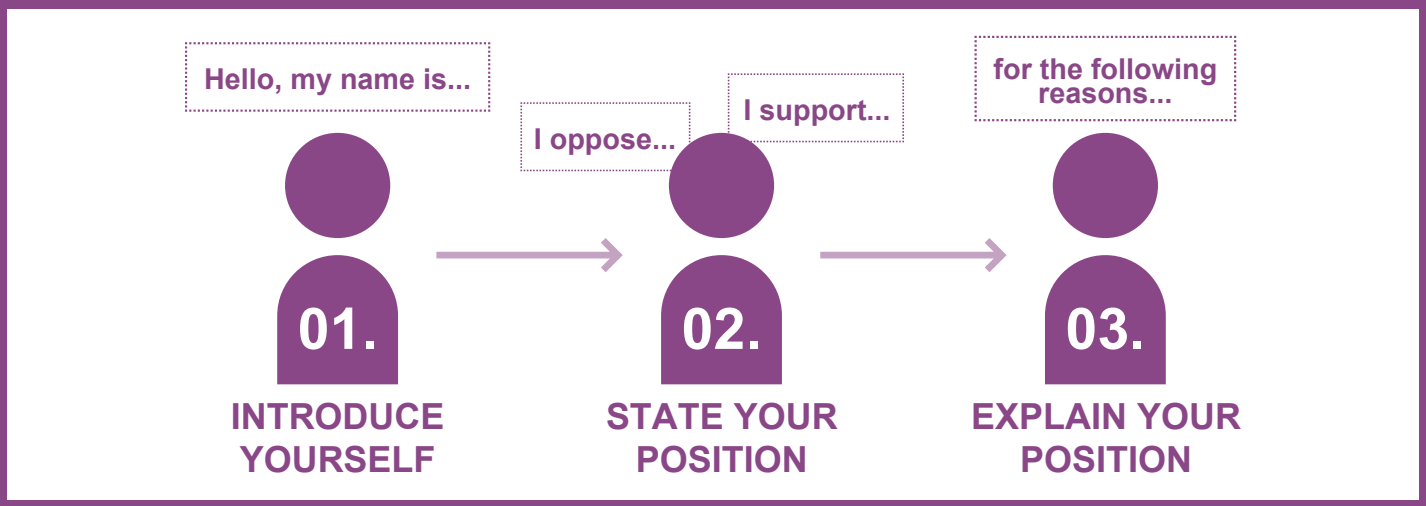 Hello, my name is...
01.
INTRODUCE
YOURSELF
I oppose...
I support...
02.
STATE YOUR
POSITION
for the following
reasons...
03.
EXPLAIN YOUR
POSITION